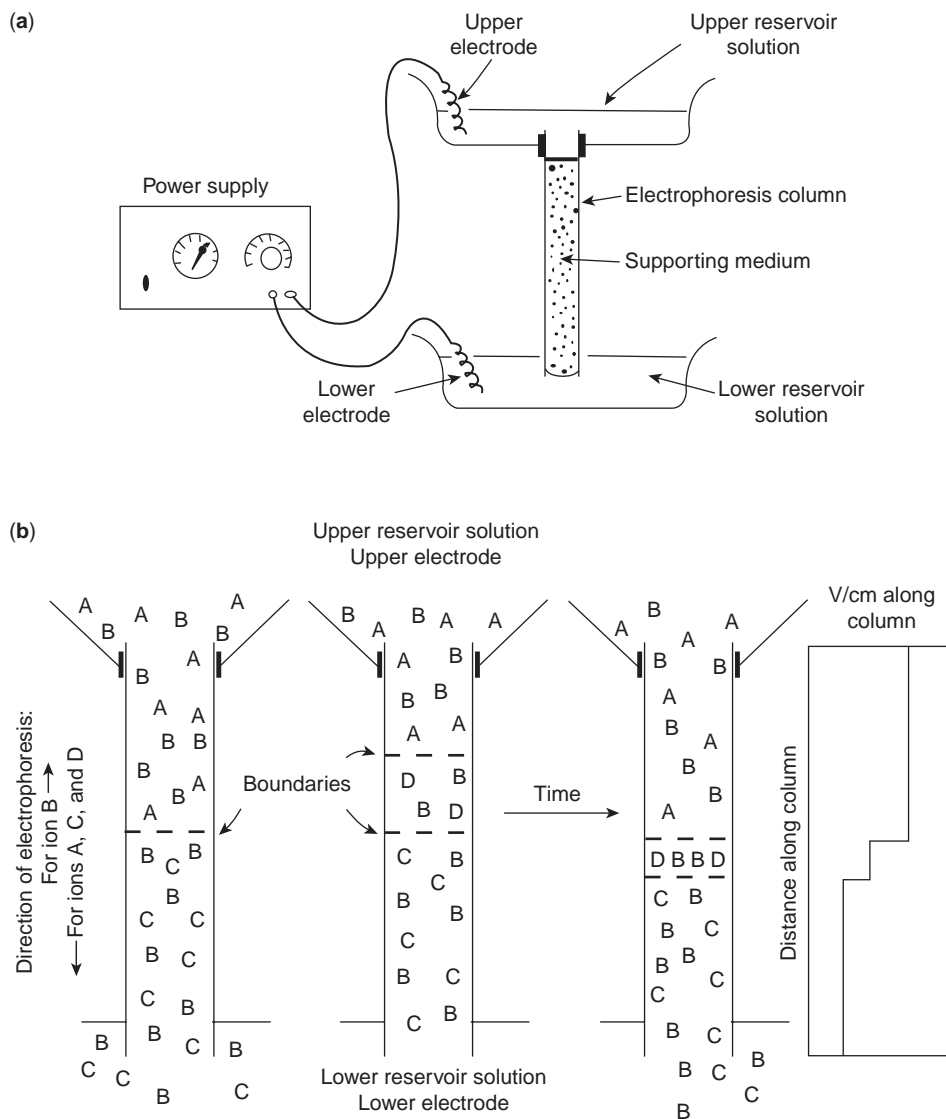 (a)
Upper
electrode
Upper reservoir
solution
Power supply
Electrophoresis column
Supporting medium
Lower
electrode
Lower reservoir
solution
(b)
Upper reservoir solution
Upper electrode
Direction of electrophoresis:
For ion B
For ions A, C, and D
A A B A
B B
A
B
A A
B B
B A
B
A
B C B
B
C C
B C
C B
B
B C B
C C C
B
Boundaries
B A B A A
A B
B B
A A
D B
B D
C B
C
B B
C
B C
C B
Lower reservoir solution
Lower electrode
Time
B
A A A
B B
A
B A
B
A B
D B B D
C B
B C
B B C
C
B C
B C B
B C
B
V/cm along
column
Distance along column